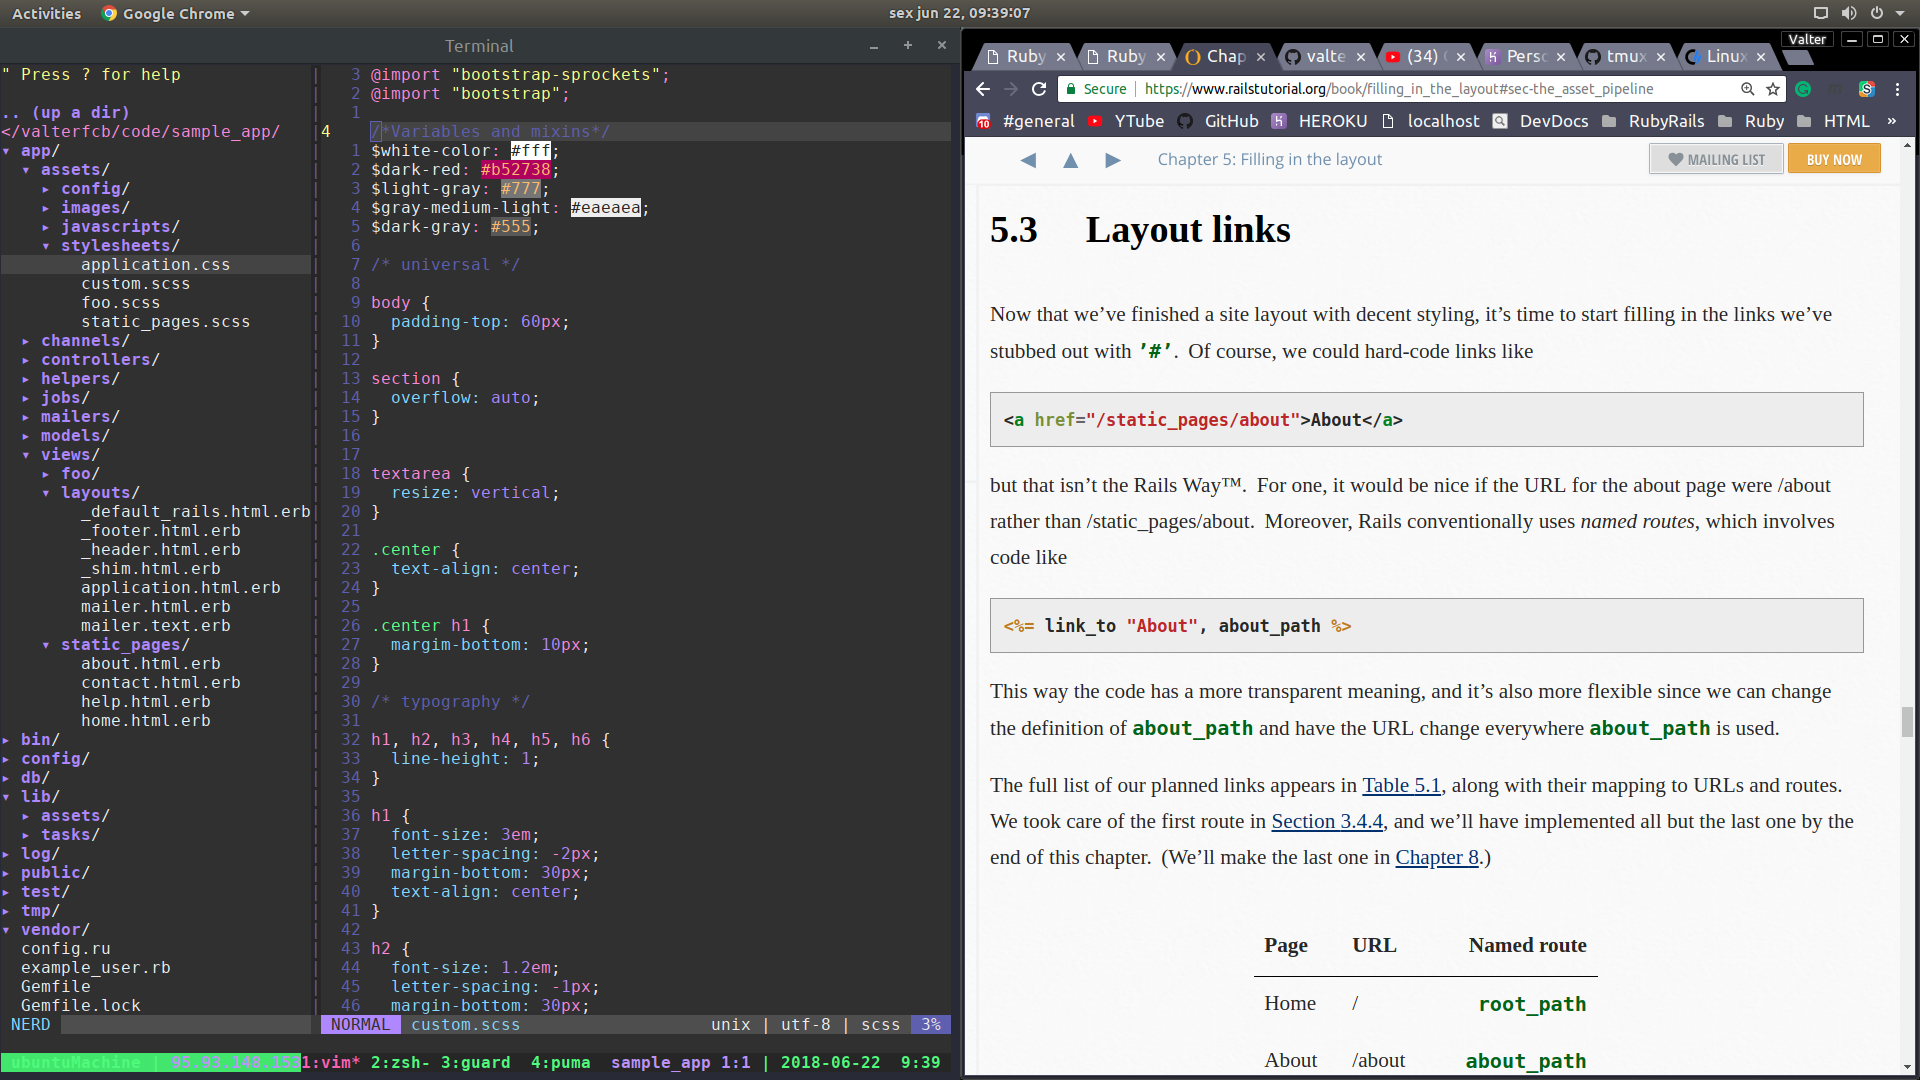 Activities Google Chrome sex jun 22, 09:39:07
Terminal
" Press ? for help
.. (up a dir)
</valterfcb/code/sample_app/
▾ app/
▾ assets/
▸ config/
▸ images/
▸ javascripts/
▾ stylesheets/
application.css
custom.scss
foo.scss
static_pages.scss
▸ channels/
▸ controllers/
▸ helpers/
▸ jobs/
▸ mailers/
▸ models/
▾ views/
▸ foo/
▾ layouts/
_default_rails.html.erb
_footer.html.erb
_header.html.erb
_shim.html.erb
application.html.erb
mailer.html.erb
mailer.text.erb
▾ static_pages/
about.html.erb
contact.html.erb
help.html.erb
home.html.erb
▸ bin/
▸ config/
▸ db/
▾ lib/
▸ assets/
▸ tasks/
▸ log/
▸ public/
▸ test/
▸ tmp/
▾ vendor/
config.ru
example_user.rb
Gemfile
Gemfile.lock
NERD
3 @import "bootstrap-sprockets";
2 @import "bootstrap";
1
4 /*Variables and mixins*/
1 $white-color: #fff;
2 $dark-red: #b52738;
3 $light-gray: #777;
4 $gray-medium-light: #eaeaea;
5 $dark-gray: #555;
6
7 /* universal */
8
9 body {
10 padding-top: 60px;
11 }
12
13 section {
14 overflow: auto;
15 }
16
17
18 textarea {
19 resize: vertical;
20 }
21
22 .center {
23 text-align: center;
24 }
25
26 .center h1 {
27 margim-bottom: 10px;
28 }
29
30 /* typography */
31
32 h1, h2, h3, h4, h5, h6 {
33 line-height: 1;
34 }
35
36 h1 {
37 font-size: 3em;
38 letter-spacing: -2px;
39 margin-bottom: 30px;
40 text-align: center;
41 }
42
43 h2 {
44 font-size: 1.2em;
45 letter-spacing: -1px;
46 margin-bottom: 30px;
NORMAL custom.scss unix | utf-8 | scss 3%
ubuntuMachine | 95.93.148.15 1:vim* 2:zsh- 3:guard 4:puma sample_app 1:1 | 2018-06-22 9:39
Valter
Ruby Ruby Chap valte (34) Perso tmux Linux
Secure https://www.railstutorial.org/book/filling_in_the_layout#sec-the_asset_pipeline
10 #general YTube GitHub HEROKU localhost DevDocs RubyRails Ruby HTML »
◀ ▲ ▶ Chapter 5: Filling in the layout MAILING LIST BUY NOW
5.3 Layout links
Now that we’ve finished a site layout with decent styling, it’s time to start filling in the links we’ve
stubbed out with ’#’. Of course, we could hard-code links like
<a href="/static_pages/about">About</a>
but that isn’t the Rails Way™. For one, it would be nice if the URL for the about page were /about
rather than /static_pages/about. Moreover, Rails conventionally uses named routes, which involves
code like
<%= link_to "About", about_path %>
This way the code has a more transparent meaning, and it’s also more flexible since we can change
the definition of about_path and have the URL change everywhere about_path is used.
The full list of our planned links appears in Table 5.1, along with their mapping to URLs and routes.
We took care of the first route in Section 3.4.4, and we’ll have implemented all but the last one by the
end of this chapter. (We’ll make the last one in Chapter 8.)
Page URL Named route
Home / root_path
About /about about_path